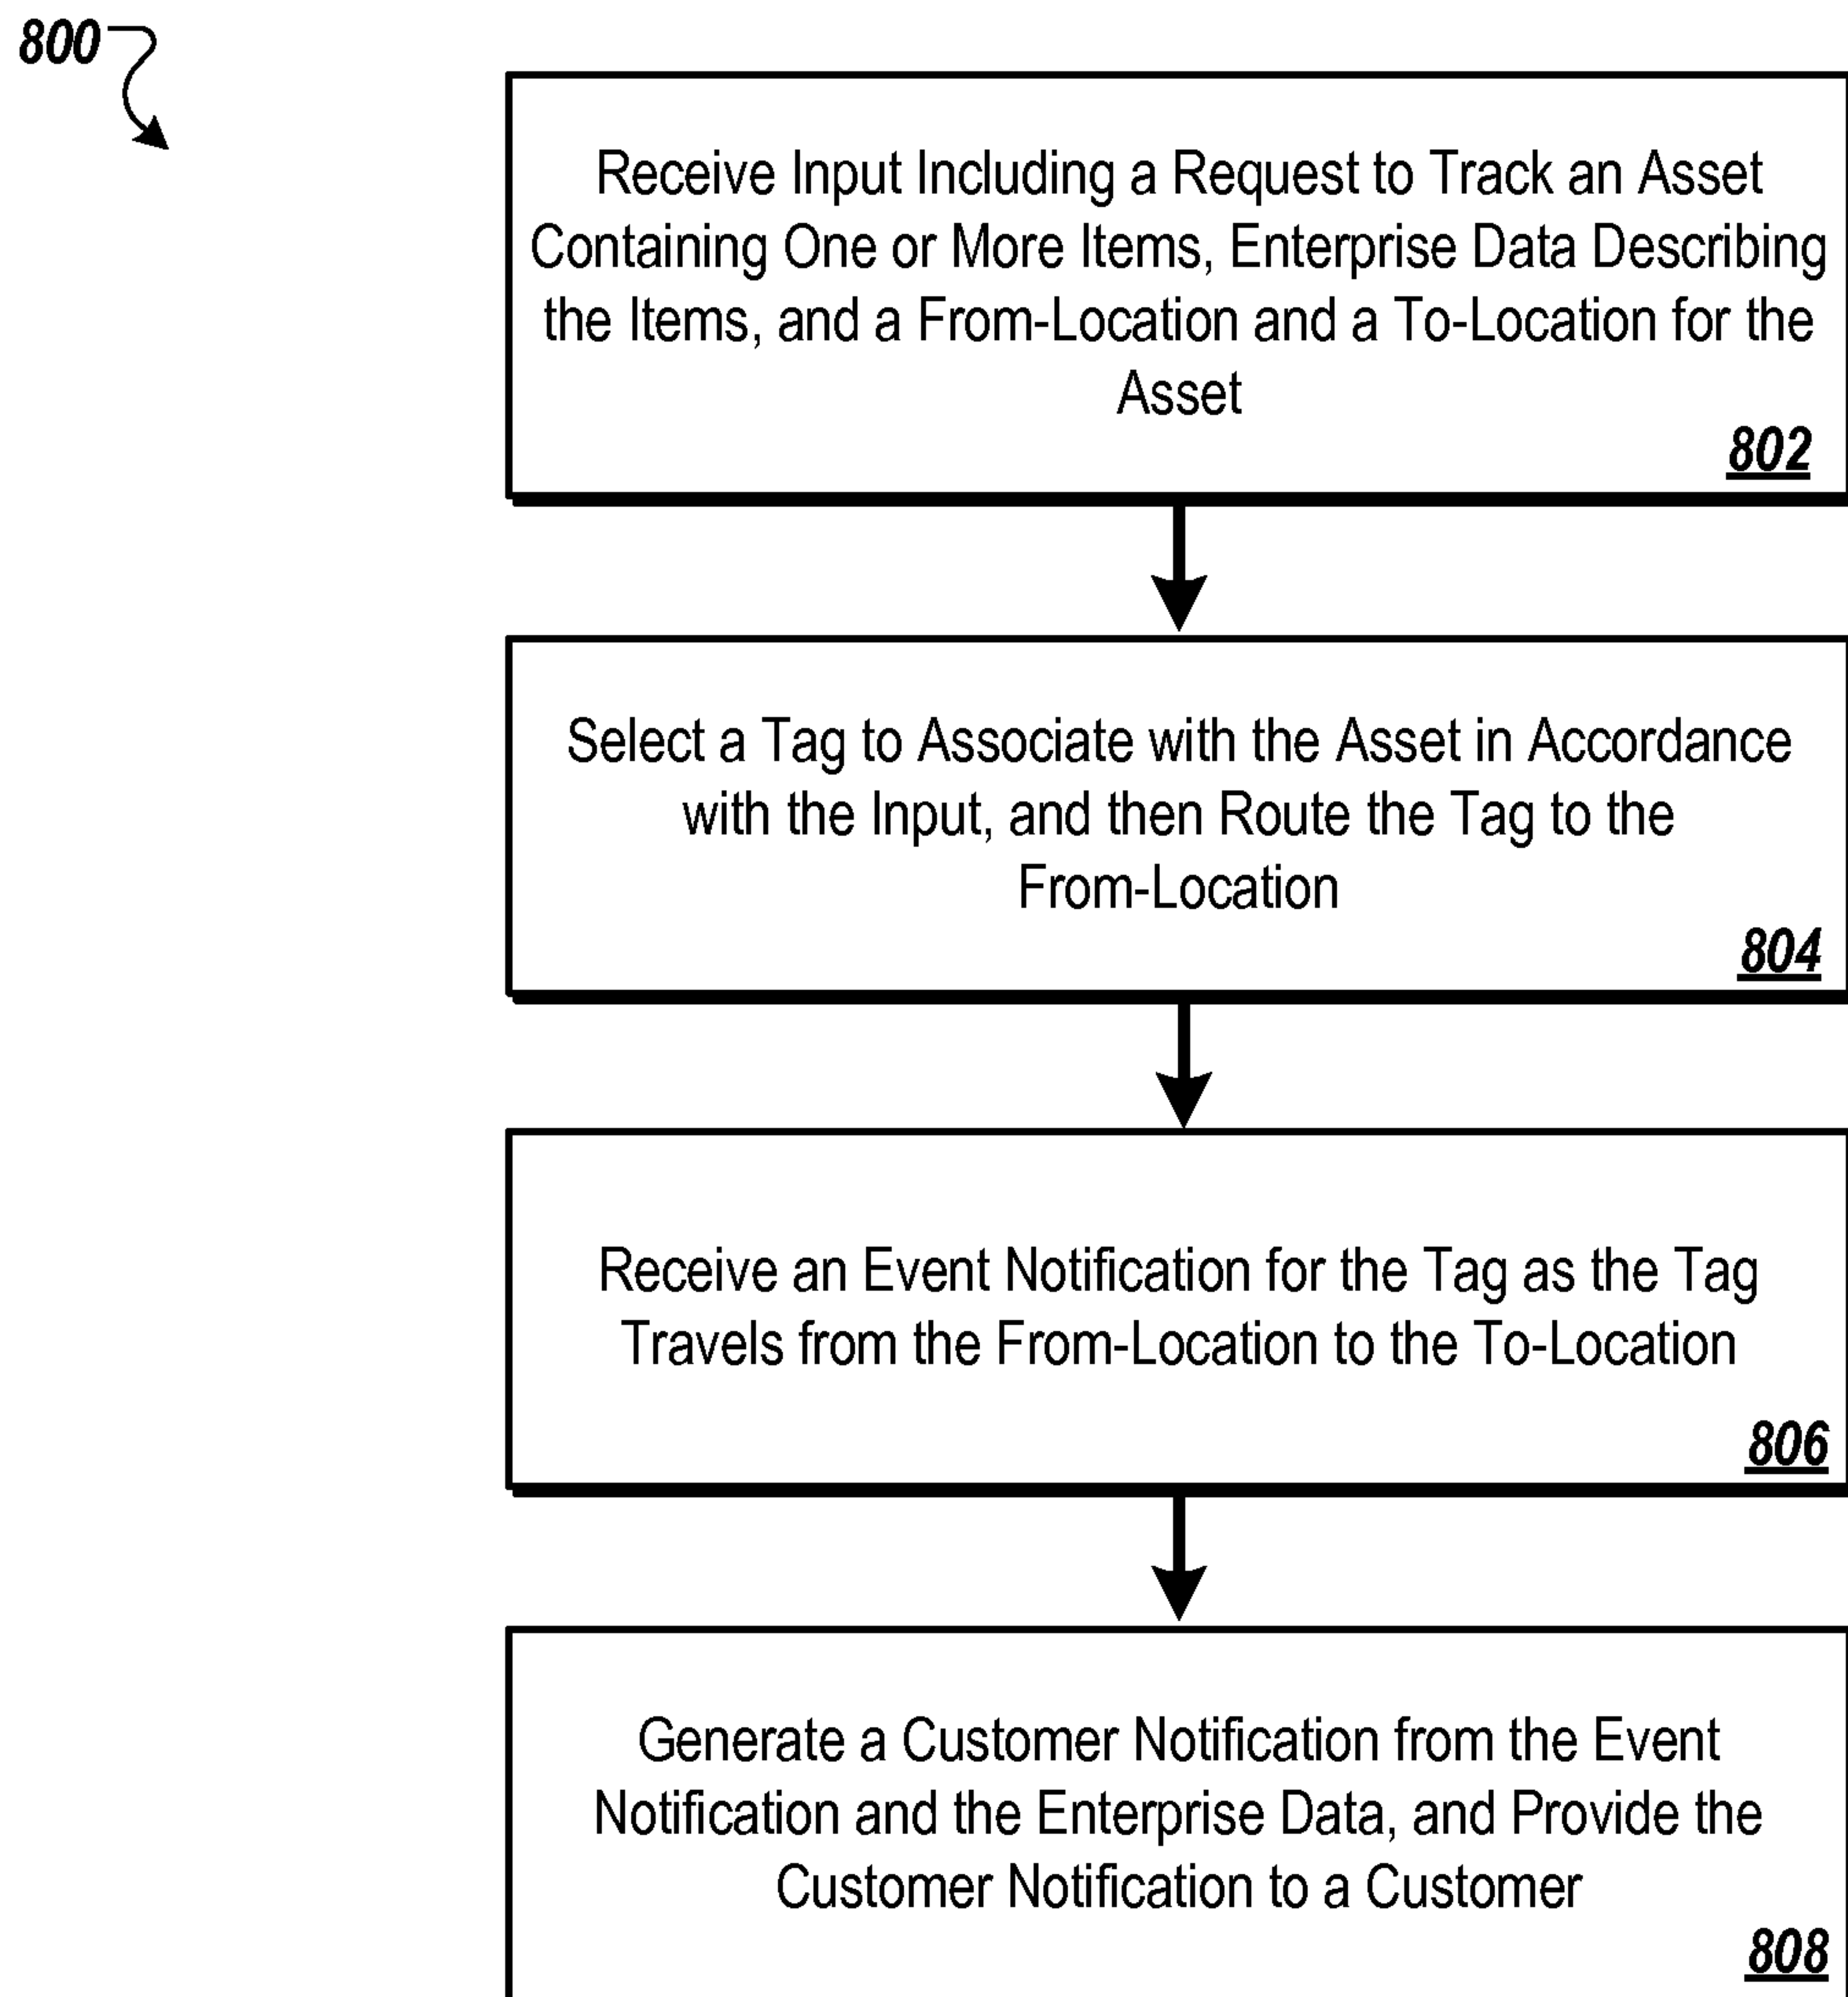 800
Receive Input Including a Request to Track an Asset
Containing One or More Items, Enterprise Data Describing
the Items, and a From-Location and a To-Location for the
Asset
802
Select a Tag to Associate with the Asset in Accordance
with the Input, and then Route the Tag to the
From-Location
804
Receive an Event Notification for the Tag as the Tag
Travels from the From-Location to the To-Location
806
Generate a Customer Notification from the Event
Notification and the Enterprise Data, and Provide the
Customer Notification to a Customer
808